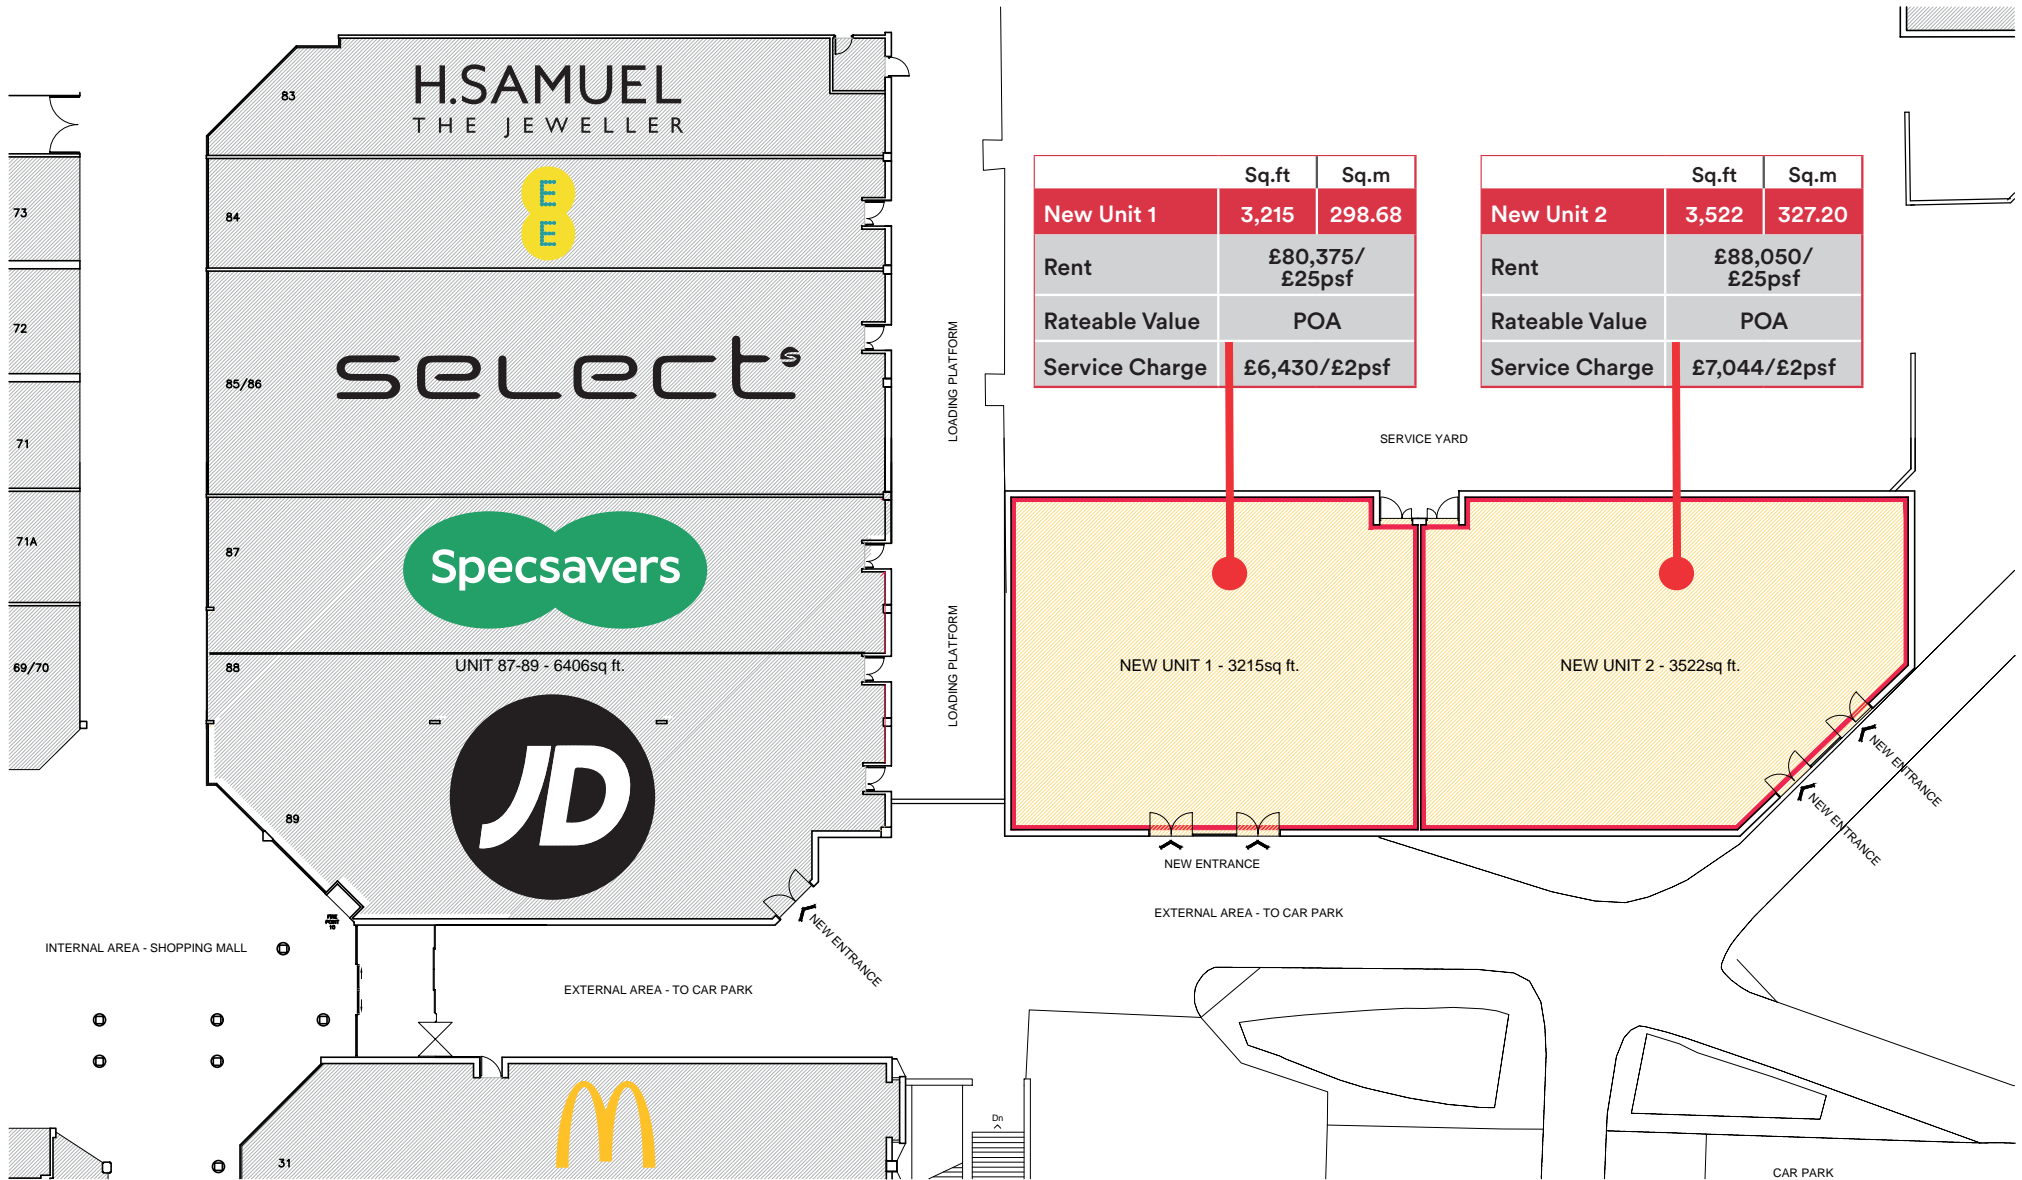 83
H.SAMUEL
THE JEWELLER
73
84
E
E
72
85/86
select s
71
71A
87
Specsavers
69/70
88
UNIT 87-89 - 6406sq ft.
JD
89
FIRE
POINT
10
NEW ENTRANCE
INTERNAL AREA - SHOPPING MALL
EXTERNAL AREA - TO CAR PARK
31
M
LOADING PLATFORM
LOADING PLATFORM
Sq.ft Sq.m
New Unit 1 3,215 298.68
Rent £80,375/
£25psf
Rateable Value POA
Service Charge £6,430/£2psf
Sq.ft Sq.m
New Unit 2 3,522 327.20
Rent £88,050/
£25psf
Rateable Value POA
Service Charge £7,044/£2psf
SERVICE YARD
NEW UNIT 1 - 3215sq ft.
NEW UNIT 2 - 3522sq ft.
NEW ENTRANCE
NEW ENTRANCE
NEW ENTRANCE
EXTERNAL AREA - TO CAR PARK
Dn
CAR PARK